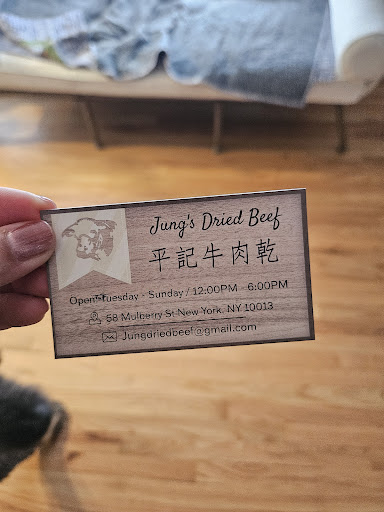 Jung's Dried Beef
平記牛肉乾
Open: Tuesday - Sunday / 12:00PM - 6:00PM
58 Mulberry St New York, NY 10013
Jungdriedbeef@gmail.com